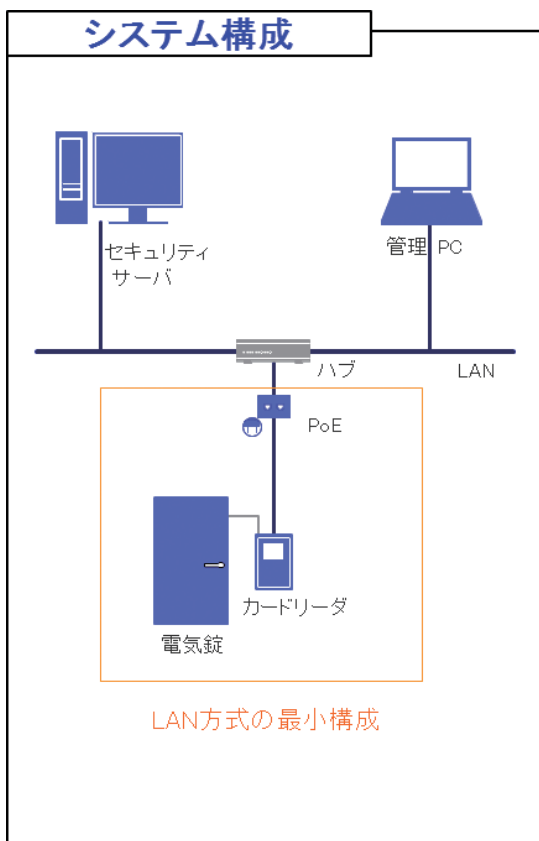 システム構成
セキュリティ
サーバ
管理 PC
ハブ
LAN
PoE
カードリーダ
電気錠
LAN方式の最小構成